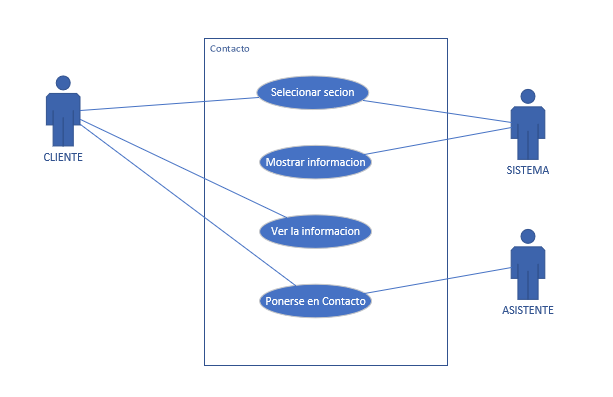 Contacto
Selecionar secion
CLIENTE
Mostrar informacion
SISTEMA
Ver la informacion
Ponerse en Contacto
ASISTENTE